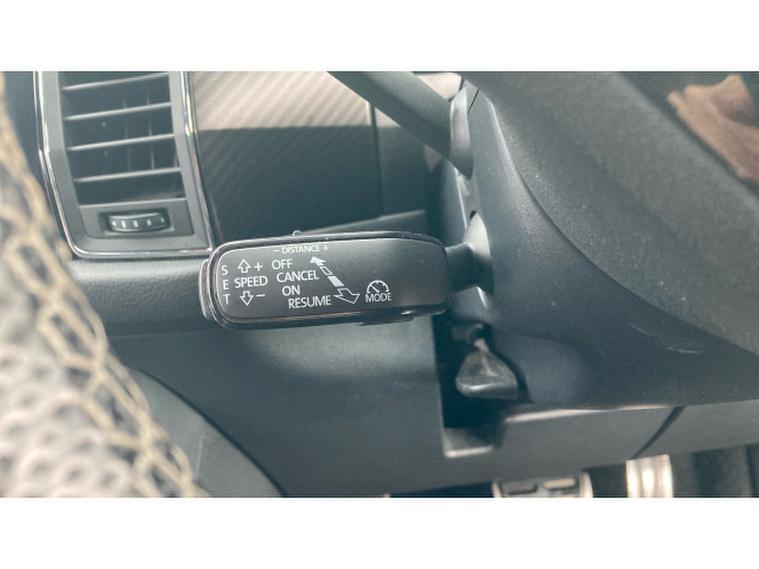 − DISTANCE +
S + OFF
E SPEED CANCEL
ON
T − RESUME MODE